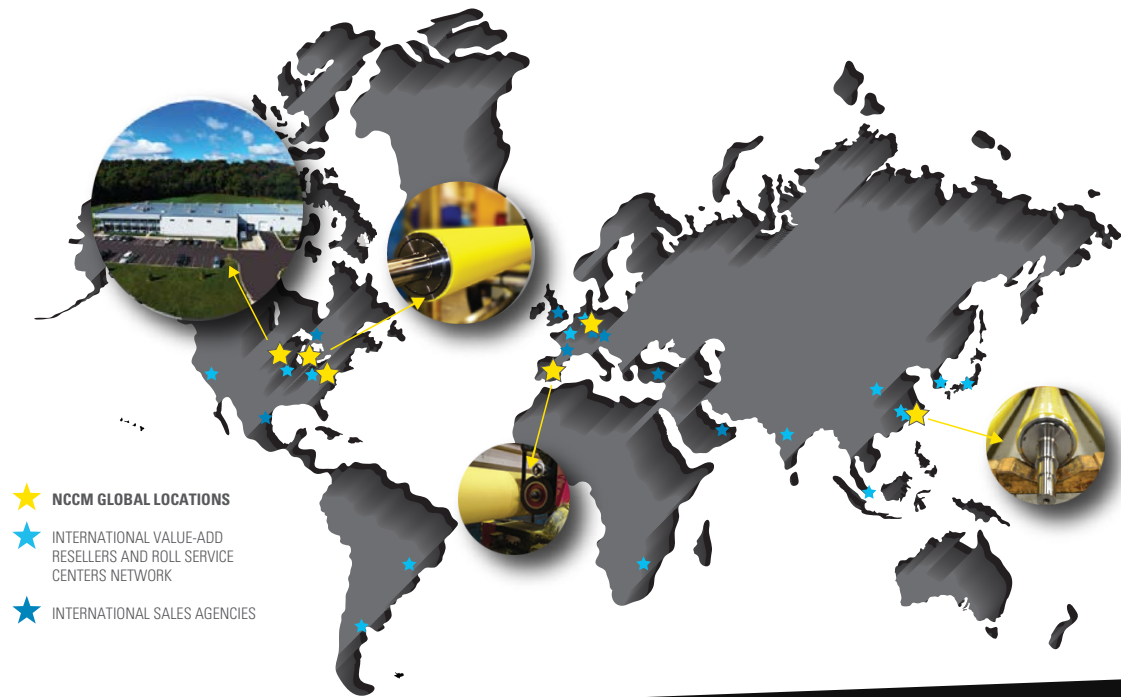 NCCM GLOBAL LOCATIONS
INTERNATIONAL VALUE-ADD
RESELLERS AND ROLL SERVICE
CENTERS NETWORK
INTERNATIONAL SALES AGENCIES